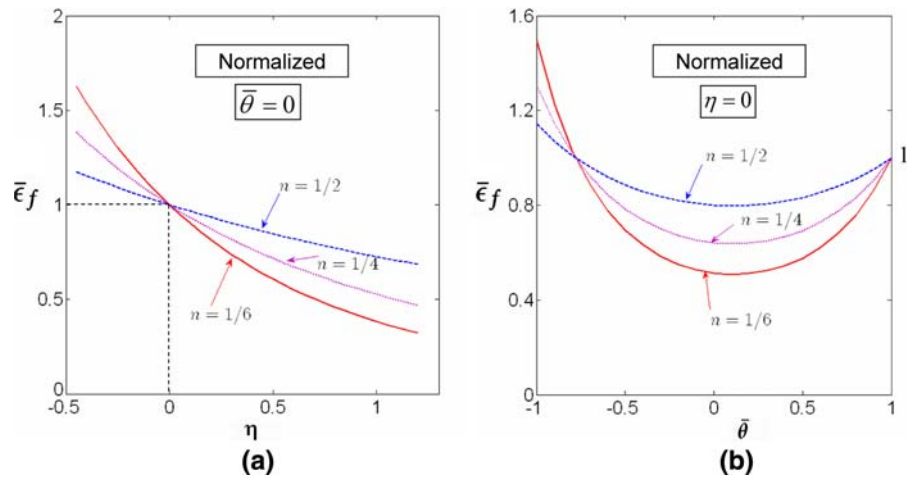 2
1.5
1
0.5
0
-0.5
0
0.5
1
Normalized
θ̄ = 0
ε̄f
n = 1/2
n = 1/4
n = 1/6
η
(a)
1.6
1.2
0.8
0.4
0
-1
-0.5
0
0.5
1
Normalized
η = 0
ε̄f
1
n = 1/2
n = 1/4
n = 1/6
θ̄
(b)